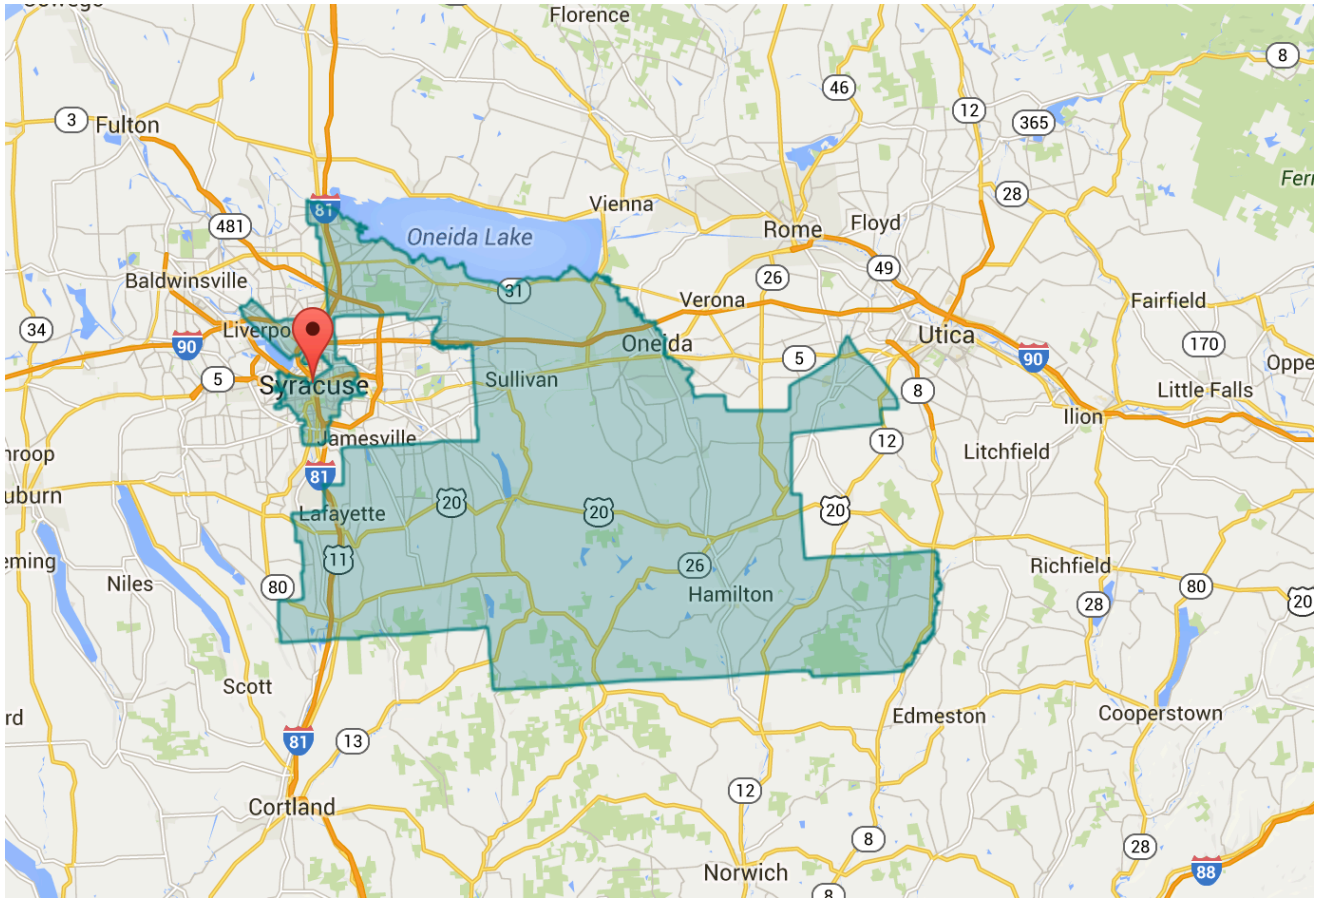 Florence
8
46
12
3
Fulton
365
28
Fern
81
Vienna
481
Oneida Lake
Rome
Floyd
49
Baldwinsville
26
31
Verona
Fairfield
34
Liverpo
90
Oneida
Utica
170
90
5
Syracuse
Sullivan
5
8
Oppe
Little Falls
Ilion
Jamesville
12
Litchfield
nroop
81
uburn
20
20
20
Lafayette
11
eming
Niles
80
26
Hamilton
Richfield
28
80
20
Scott
rd
Edmeston
Cooperstown
81
13
12
Cortland
8
28
Norwich
88
8